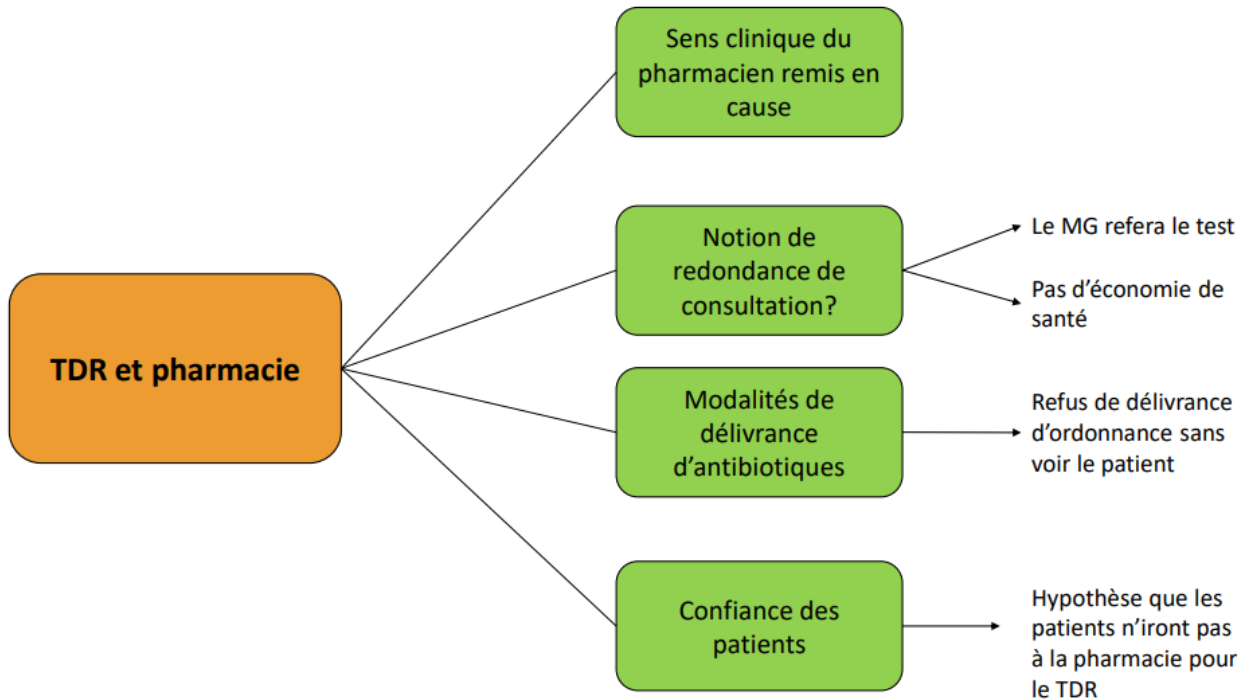 TDR et pharmacie
Sens clinique du
pharmacien remis en
cause
Notion de
redondance de
consultation?
Le MG refera le test
Pas d’économie de
santé
Modalités de
délivrance
d’antibiotiques
Refus de délivrance
d’ordonnance sans
voir le patient
Confiance des
patients
Hypothèse que les
patients n’iront pas
à la pharmacie pour
le TDR